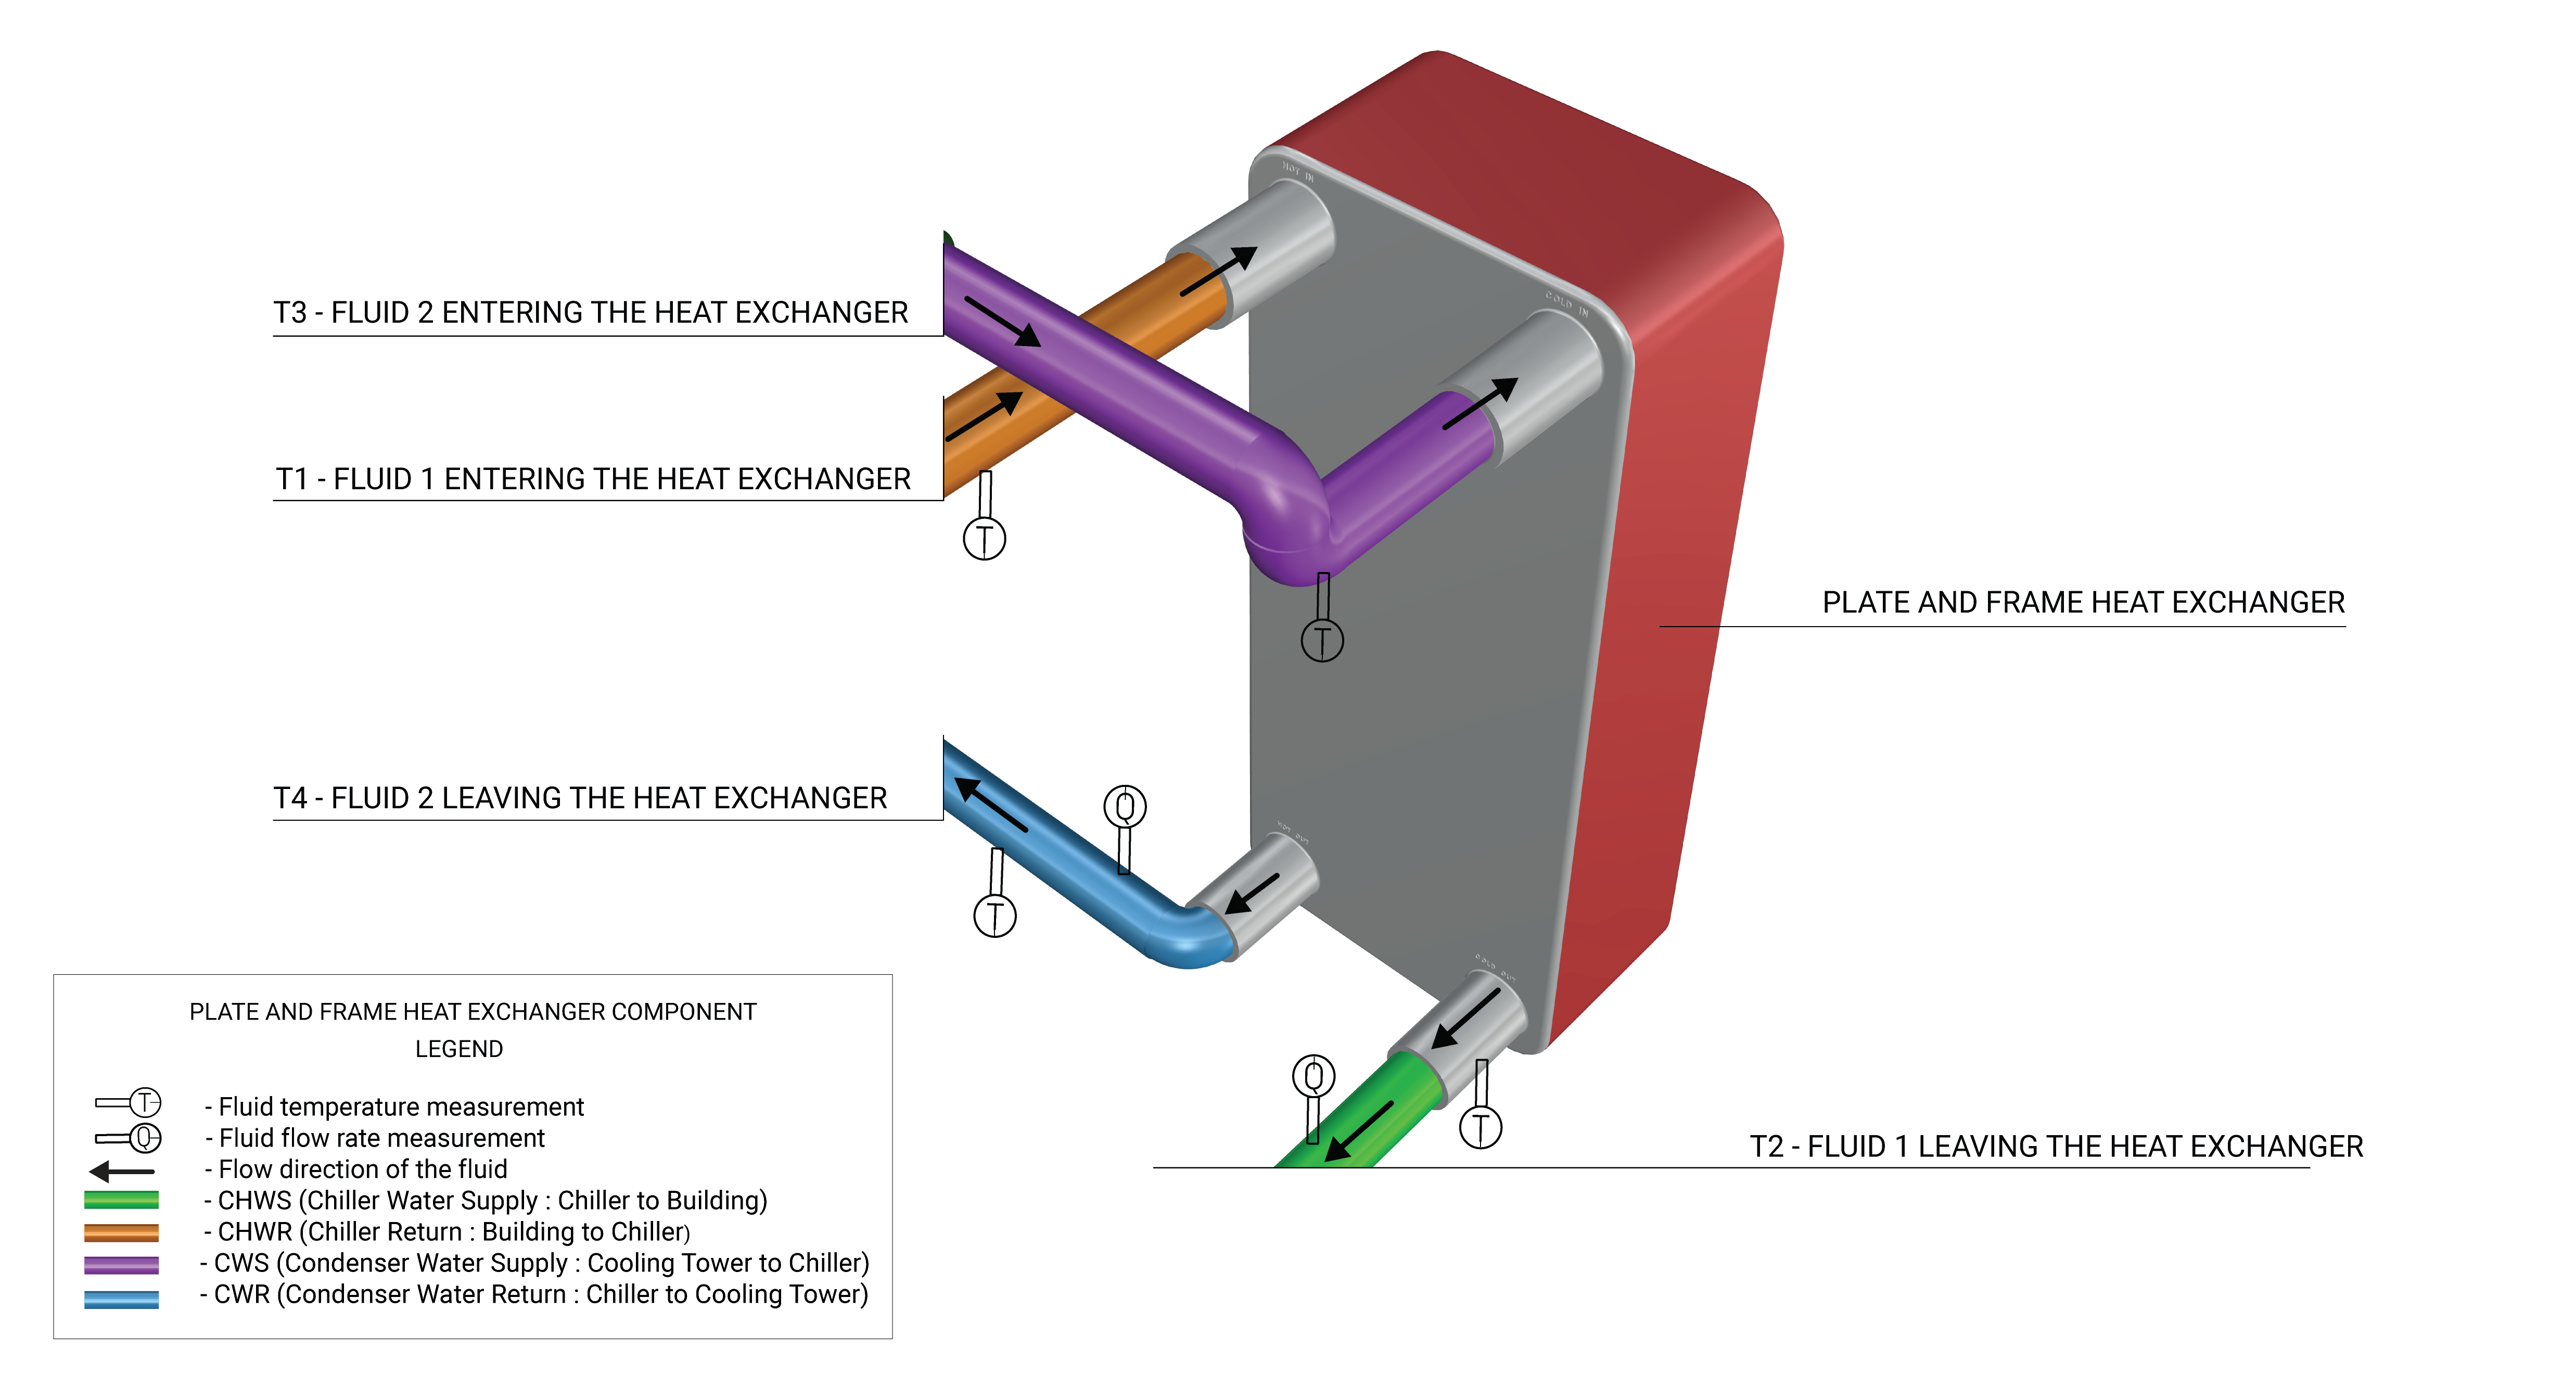 HOT IN
COLD IN
T3 - FLUID 2 ENTERING THE HEAT EXCHANGER
T1 - FLUID 1 ENTERING THE HEAT EXCHANGER
T
T
PLATE AND FRAME HEAT EXCHANGER
T4 - FLUID 2 LEAVING THE HEAT EXCHANGER
Q
HOT OUT
T
COLD OUT
Q
T
T2 - FLUID 1 LEAVING THE HEAT EXCHANGER
PLATE AND FRAME HEAT EXCHANGER COMPONENT
LEGEND
T - Fluid temperature measurement
Q - Fluid flow rate measurement
- Flow direction of the fluid
- CHWS (Chiller Water Supply : Chiller to Building)
- CHWR (Chiller Return : Building to Chiller)
- CWS (Condenser Water Supply : Cooling Tower to Chiller)
- CWR (Condenser Water Return : Chiller to Cooling Tower)